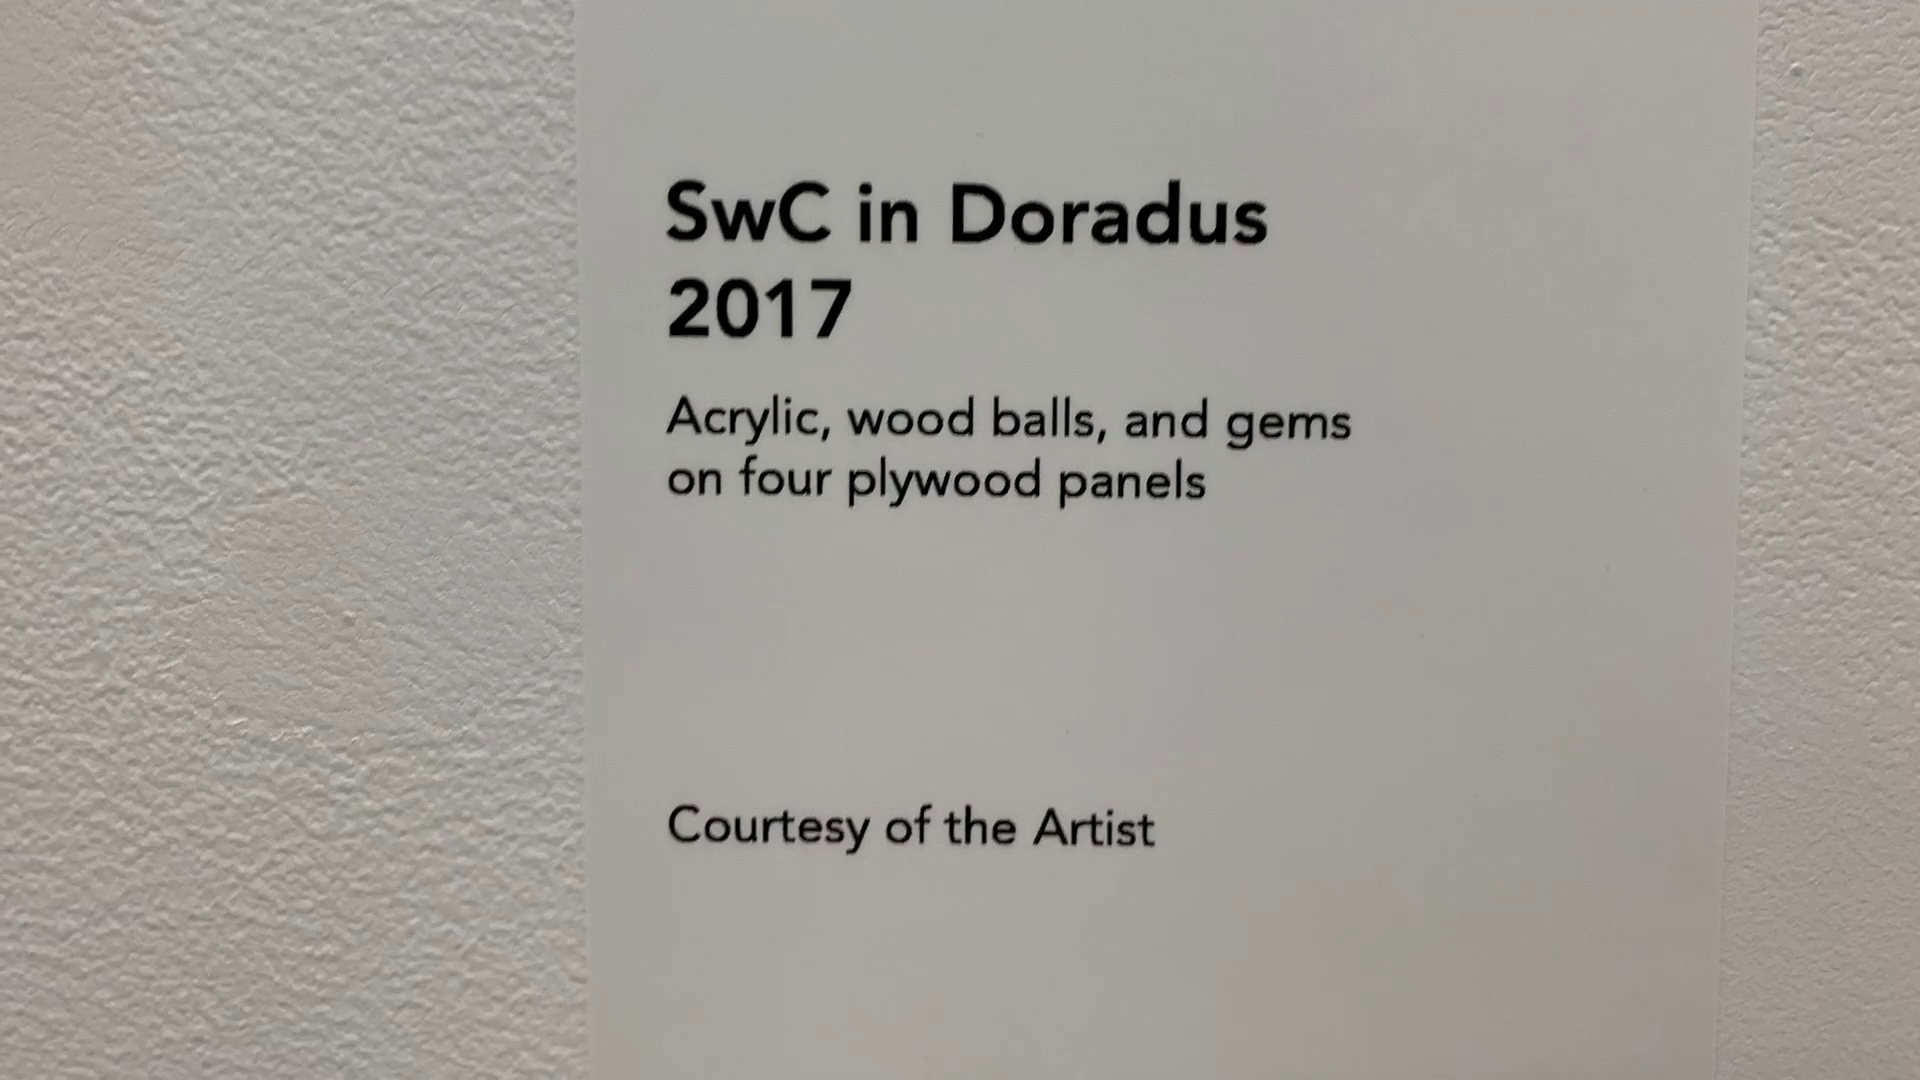 SwC in Doradus
2017
Acrylic, wood balls, and gems
on four plywood panels
Courtesy of the Artist